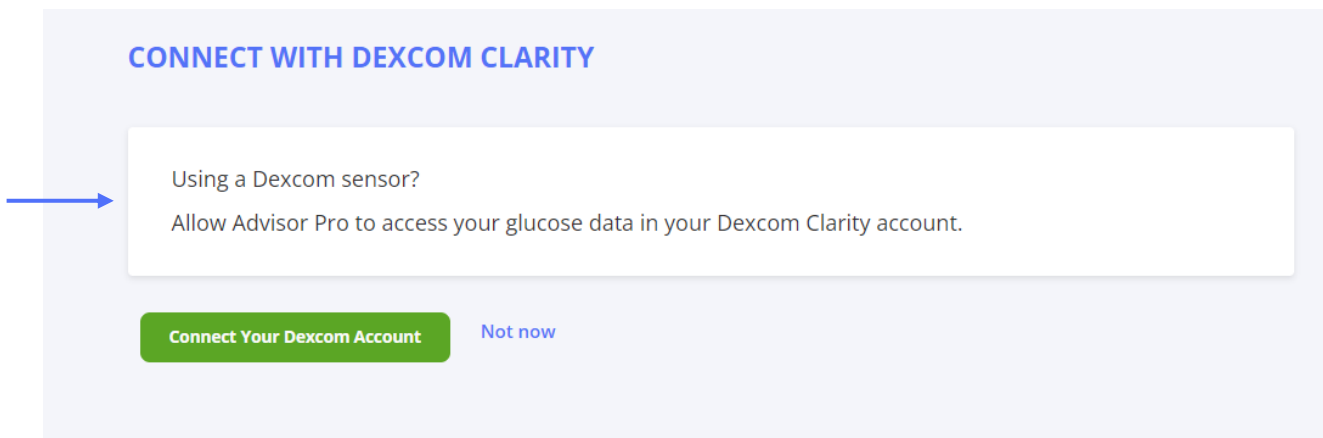 CONNECT WITH DEXCOM CLARITY
Using a Dexcom sensor?
Allow Advisor Pro to access your glucose data in your Dexcom Clarity account.
Connect Your Dexcom Account
Not now